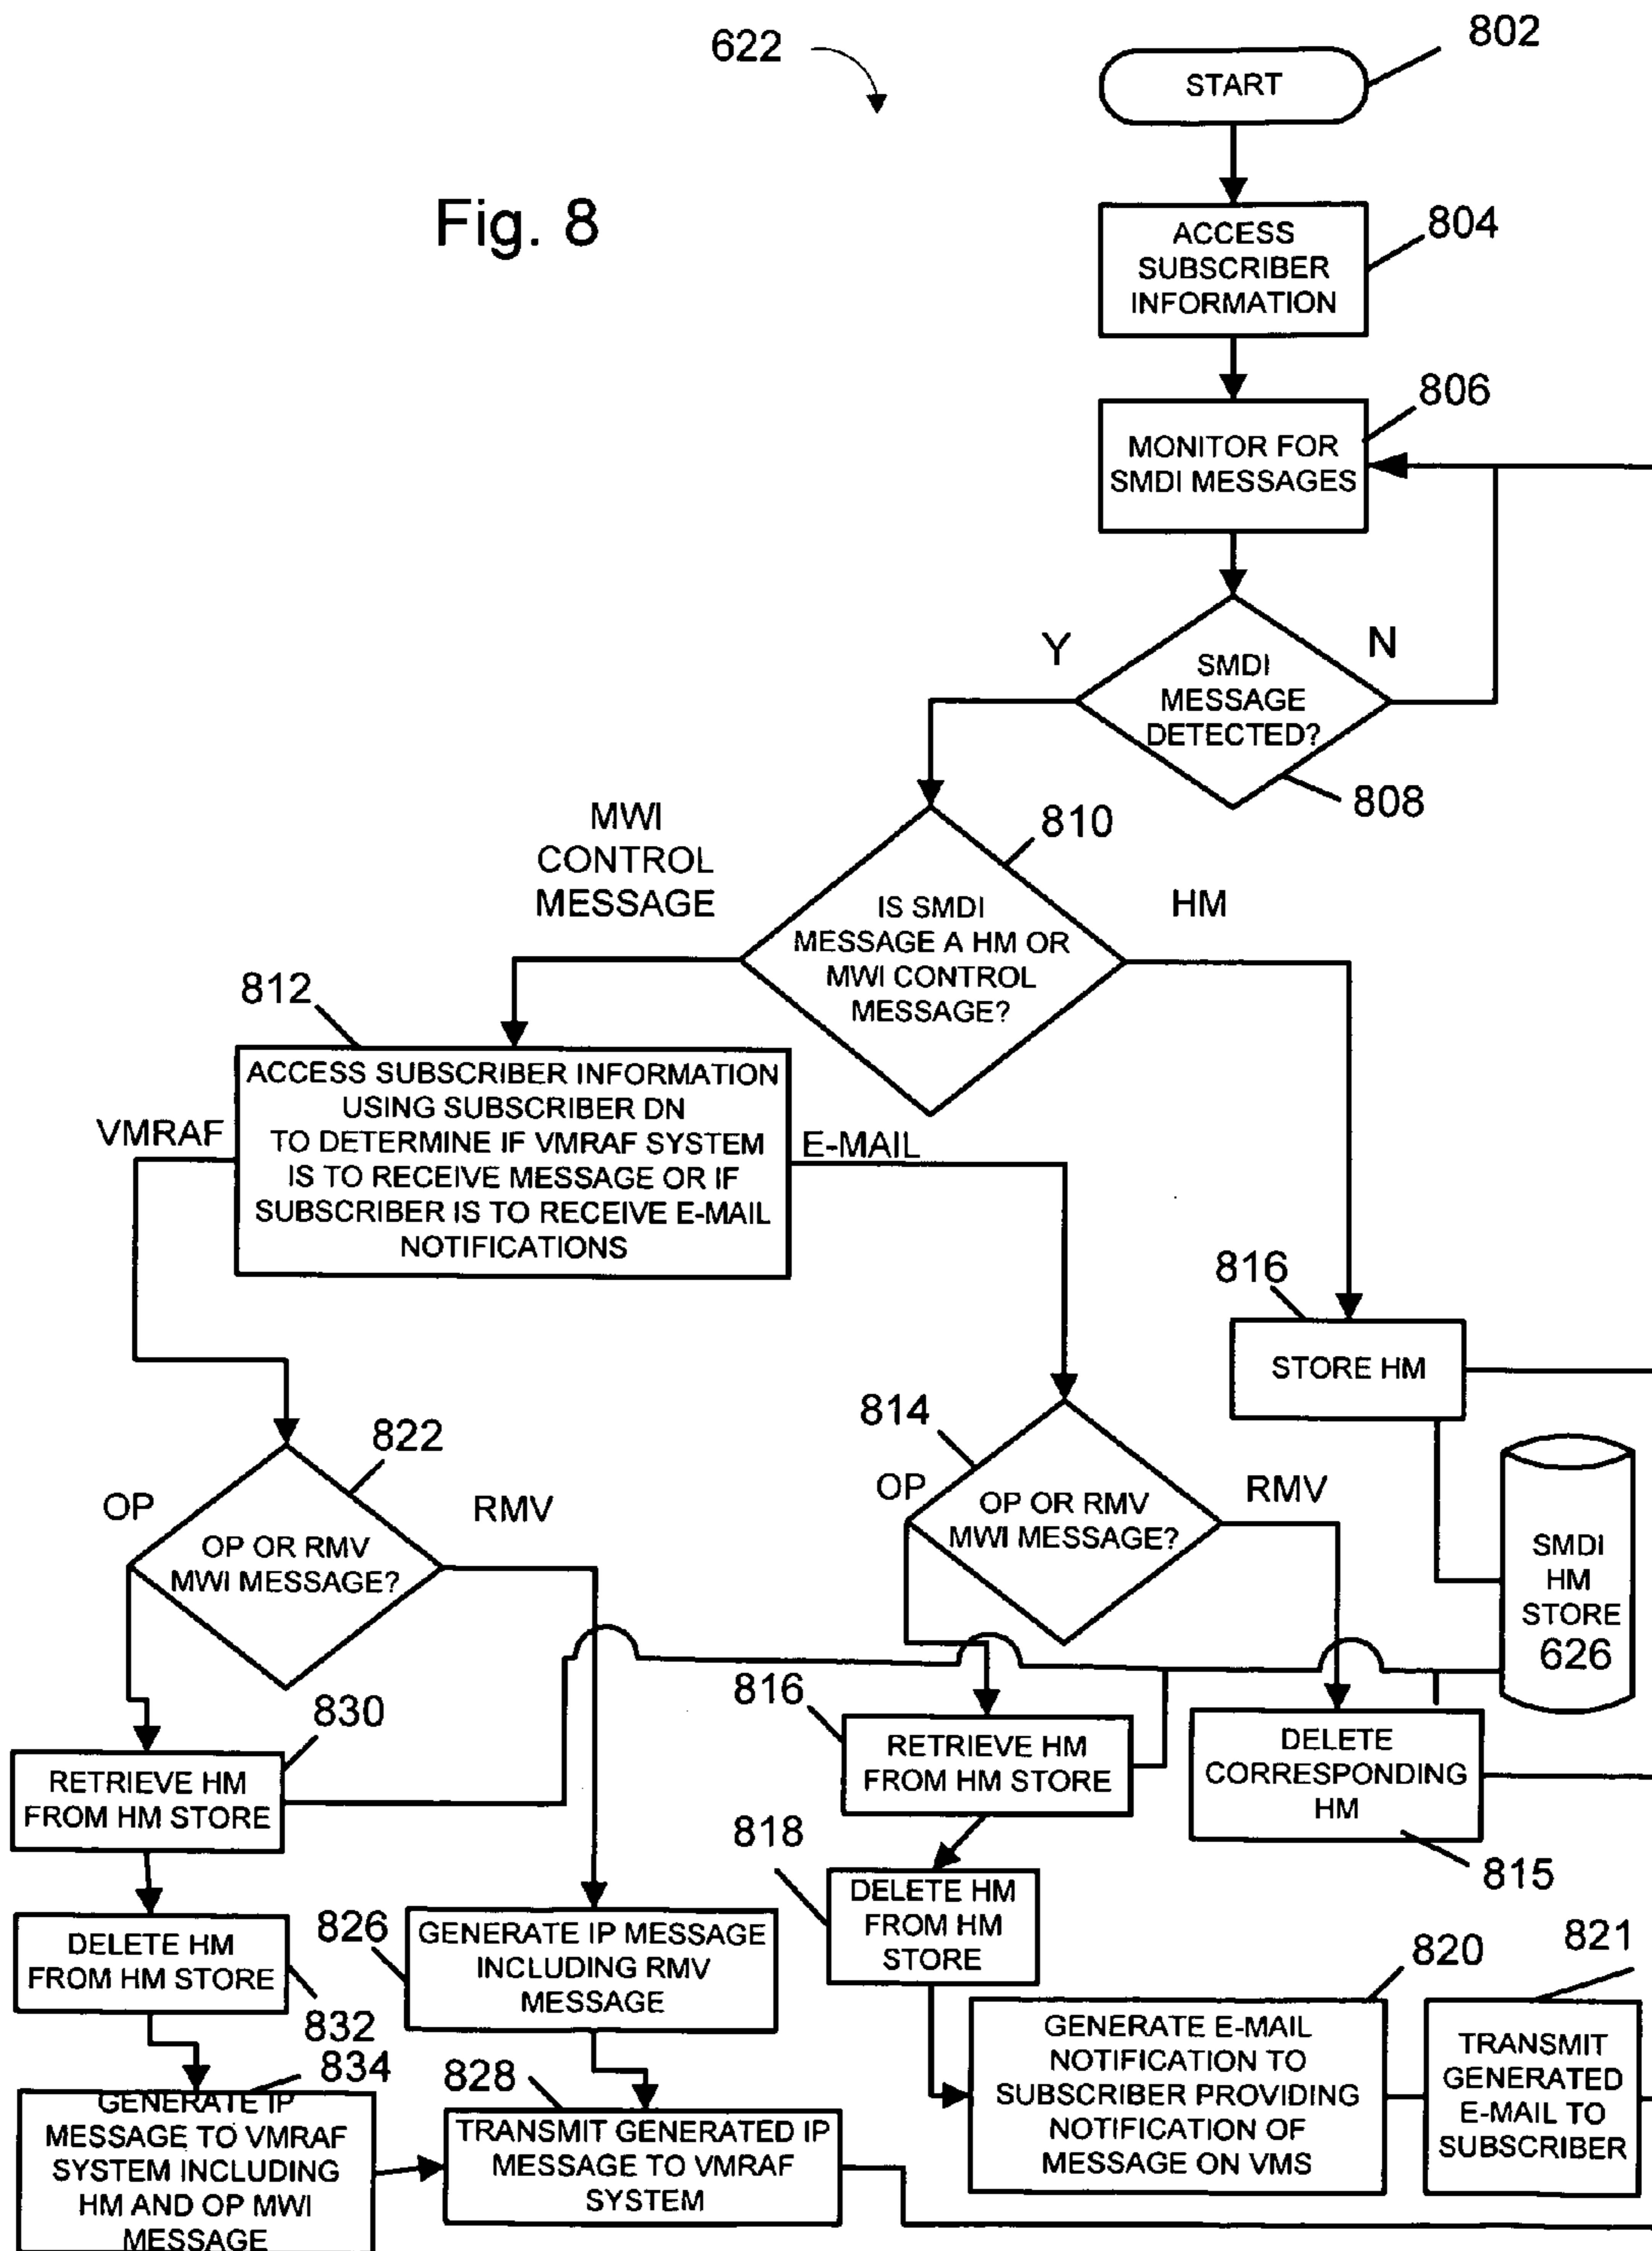 622
802
START
Fig. 8
804
ACCESS
SUBSCRIBER
INFORMATION
806
MONITOR FOR
SMDI MESSAGES
Y
N
SMDI
MESSAGE
DETECTED?
808
MWI
CONTROL
MESSAGE
810
HM
IS SMDI
MESSAGE A HM OR
MWI CONTROL
MESSAGE?
812
ACCESS SUBSCRIBER INFORMATION
USING SUBSCRIBER DN
TO DETERMINE IF VMRAF SYSTEM
IS TO RECEIVE MESSAGE OR IF
SUBSCRIBER IS TO RECEIVE E-MAIL
NOTIFICATIONS
VMRAF
E-MAIL
816
STORE HM
822
OP
RMV
OP OR RMV
MWI MESSAGE?
814
OP
RMV
OP OR RMV
MWI MESSAGE?
SMDI
HM
STORE
626
830
RETRIEVE HM
FROM HM STORE
816
RETRIEVE HM
FROM HM STORE
DELETE
CORRESPONDING
HM
815
818
DELETE HM
FROM HM
STORE
DELETE HM
FROM HM STORE
832
826
GENERATE IP MESSAGE
INCLUDING RMV
MESSAGE
820
GENERATE E-MAIL
NOTIFICATION TO
SUBSCRIBER PROVIDING
NOTIFICATION OF
MESSAGE ON VMS
821
TRANSMIT
GENERATED
E-MAIL TO
SUBSCRIBER
834
GENERATE IP
MESSAGE TO VMRAF
SYSTEM INCLUDING
HM AND OP MWI
MESSAGE
828
TRANSMIT GENERATED IP
MESSAGE TO VMRAF
SYSTEM